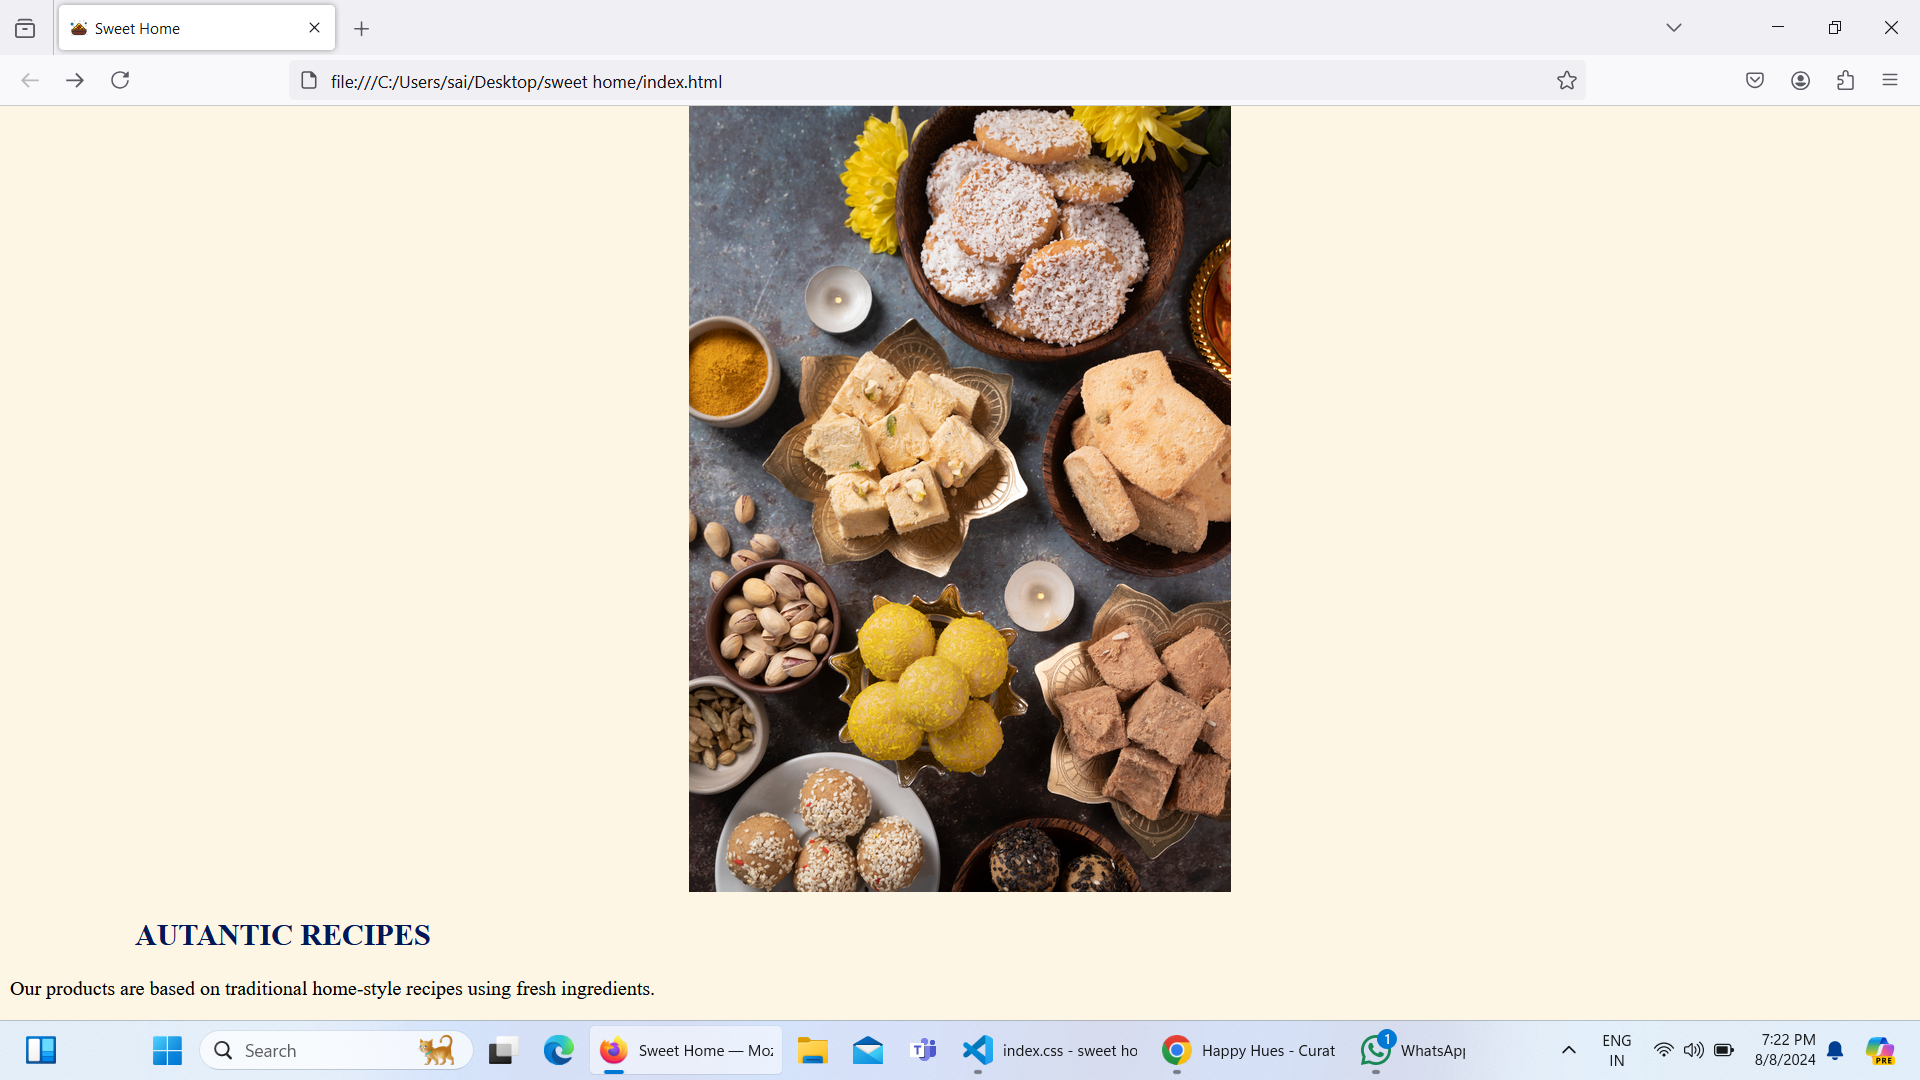 Sweet Home
file:///C:/Users/sai/Desktop/sweet home/index.html
AUTANTIC RECIPES
Our products are based on traditional home-style recipes using fresh ingredients.
Search
Sweet Home — Moz
index.css - sweet ho
Happy Hues - Curat
1
WhatsApp
ENG
IN
7:22 PM
8/8/2024
PRE